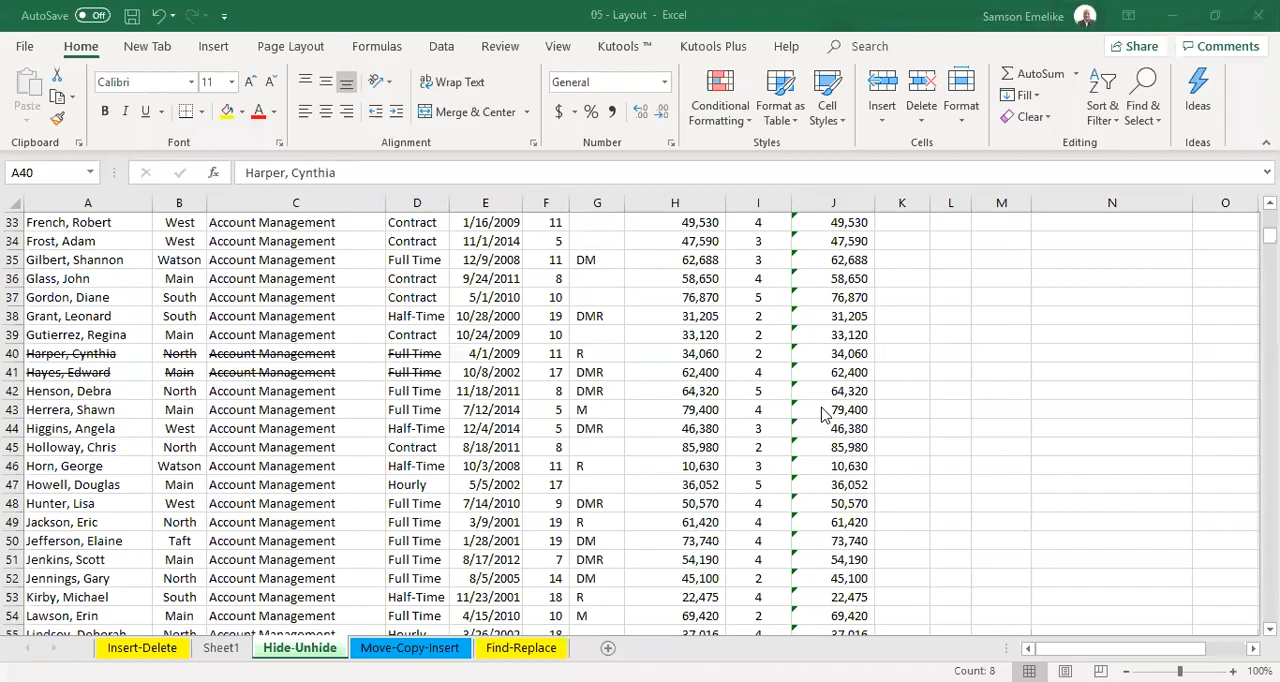 AutoSave Off 05 - Layout - Excel Samson Emelike
File Home New Tab Insert Page Layout Formulas Data Review View Kutools ™ Kutools Plus Help Search Share Comments
Paste Calibri 11 A A Wrap Text General Conditional Formatting Format as Table Cell Styles Insert Delete Format AutoSum Sort & Filter Find & Select Ideas
B I U A Merge & Center $ % , Fill Clear
Clipboard Font Alignment Number Styles Cells Editing Ideas
A40 fx Harper, Cynthia
A B C D E F G H I J K L M N O
33 French, Robert West Account Management Contract 1/16/2009 11 49,530 4 49,530
34 Frost, Adam West Account Management Contract 11/1/2014 5 47,590 3 47,590
35 Gilbert, Shannon Watson Account Management Full Time 12/9/2008 11 DM 62,688 3 62,688
36 Glass, John Main Account Management Contract 9/24/2011 8 58,650 4 58,650
37 Gordon, Diane South Account Management Contract 5/1/2010 10 76,870 5 76,870
38 Grant, Leonard South Account Management Half-Time 10/28/2000 19 DMR 31,205 2 31,205
39 Gutierrez, Regina Main Account Management Contract 10/24/2009 10 33,120 2 33,120
40 Harper, Cynthia North Account Management Full Time 4/1/2009 11 R 34,060 2 34,060
41 Hayes, Edward Main Account Management Full Time 10/8/2002 17 DMR 62,400 4 62,400
42 Henson, Debra North Account Management Full Time 11/18/2011 8 DMR 64,320 5 64,320
43 Herrera, Shawn Main Account Management Full Time 7/12/2014 5 M 79,400 4 79,400
44 Higgins, Angela West Account Management Half-Time 12/4/2014 5 DMR 46,380 3 46,380
45 Holloway, Chris North Account Management Contract 8/18/2011 8 85,980 2 85,980
46 Horn, George Watson Account Management Half-Time 10/3/2008 11 R 10,630 3 10,630
47 Howell, Douglas Main Account Management Hourly 5/5/2002 17 36,052 5 36,052
48 Hunter, Lisa West Account Management Full Time 7/14/2010 9 DMR 50,570 4 50,570
49 Jackson, Eric North Account Management Full Time 3/9/2001 19 R 61,420 4 61,420
50 Jefferson, Elaine Taft Account Management Full Time 1/28/2001 19 DM 73,740 4 73,740
51 Jenkins, Scott Main Account Management Full Time 8/17/2012 7 DMR 54,190 4 54,190
52 Jennings, Gary North Account Management Full Time 8/5/2005 14 DM 45,100 2 45,100
53 Kirby, Michael South Account Management Half-Time 11/23/2001 18 R 22,475 4 22,475
54 Lawson, Erin Main Account Management Full Time 4/15/2010 10 M 69,420 2 69,420
55 Lindsey, Deborah North Account Management Hourly 3/26/2002 18 37,016 4 37,016
Insert-Delete Sheet1 Hide-Unhide Move-Copy-Insert Find-Replace
Count: 8 100%